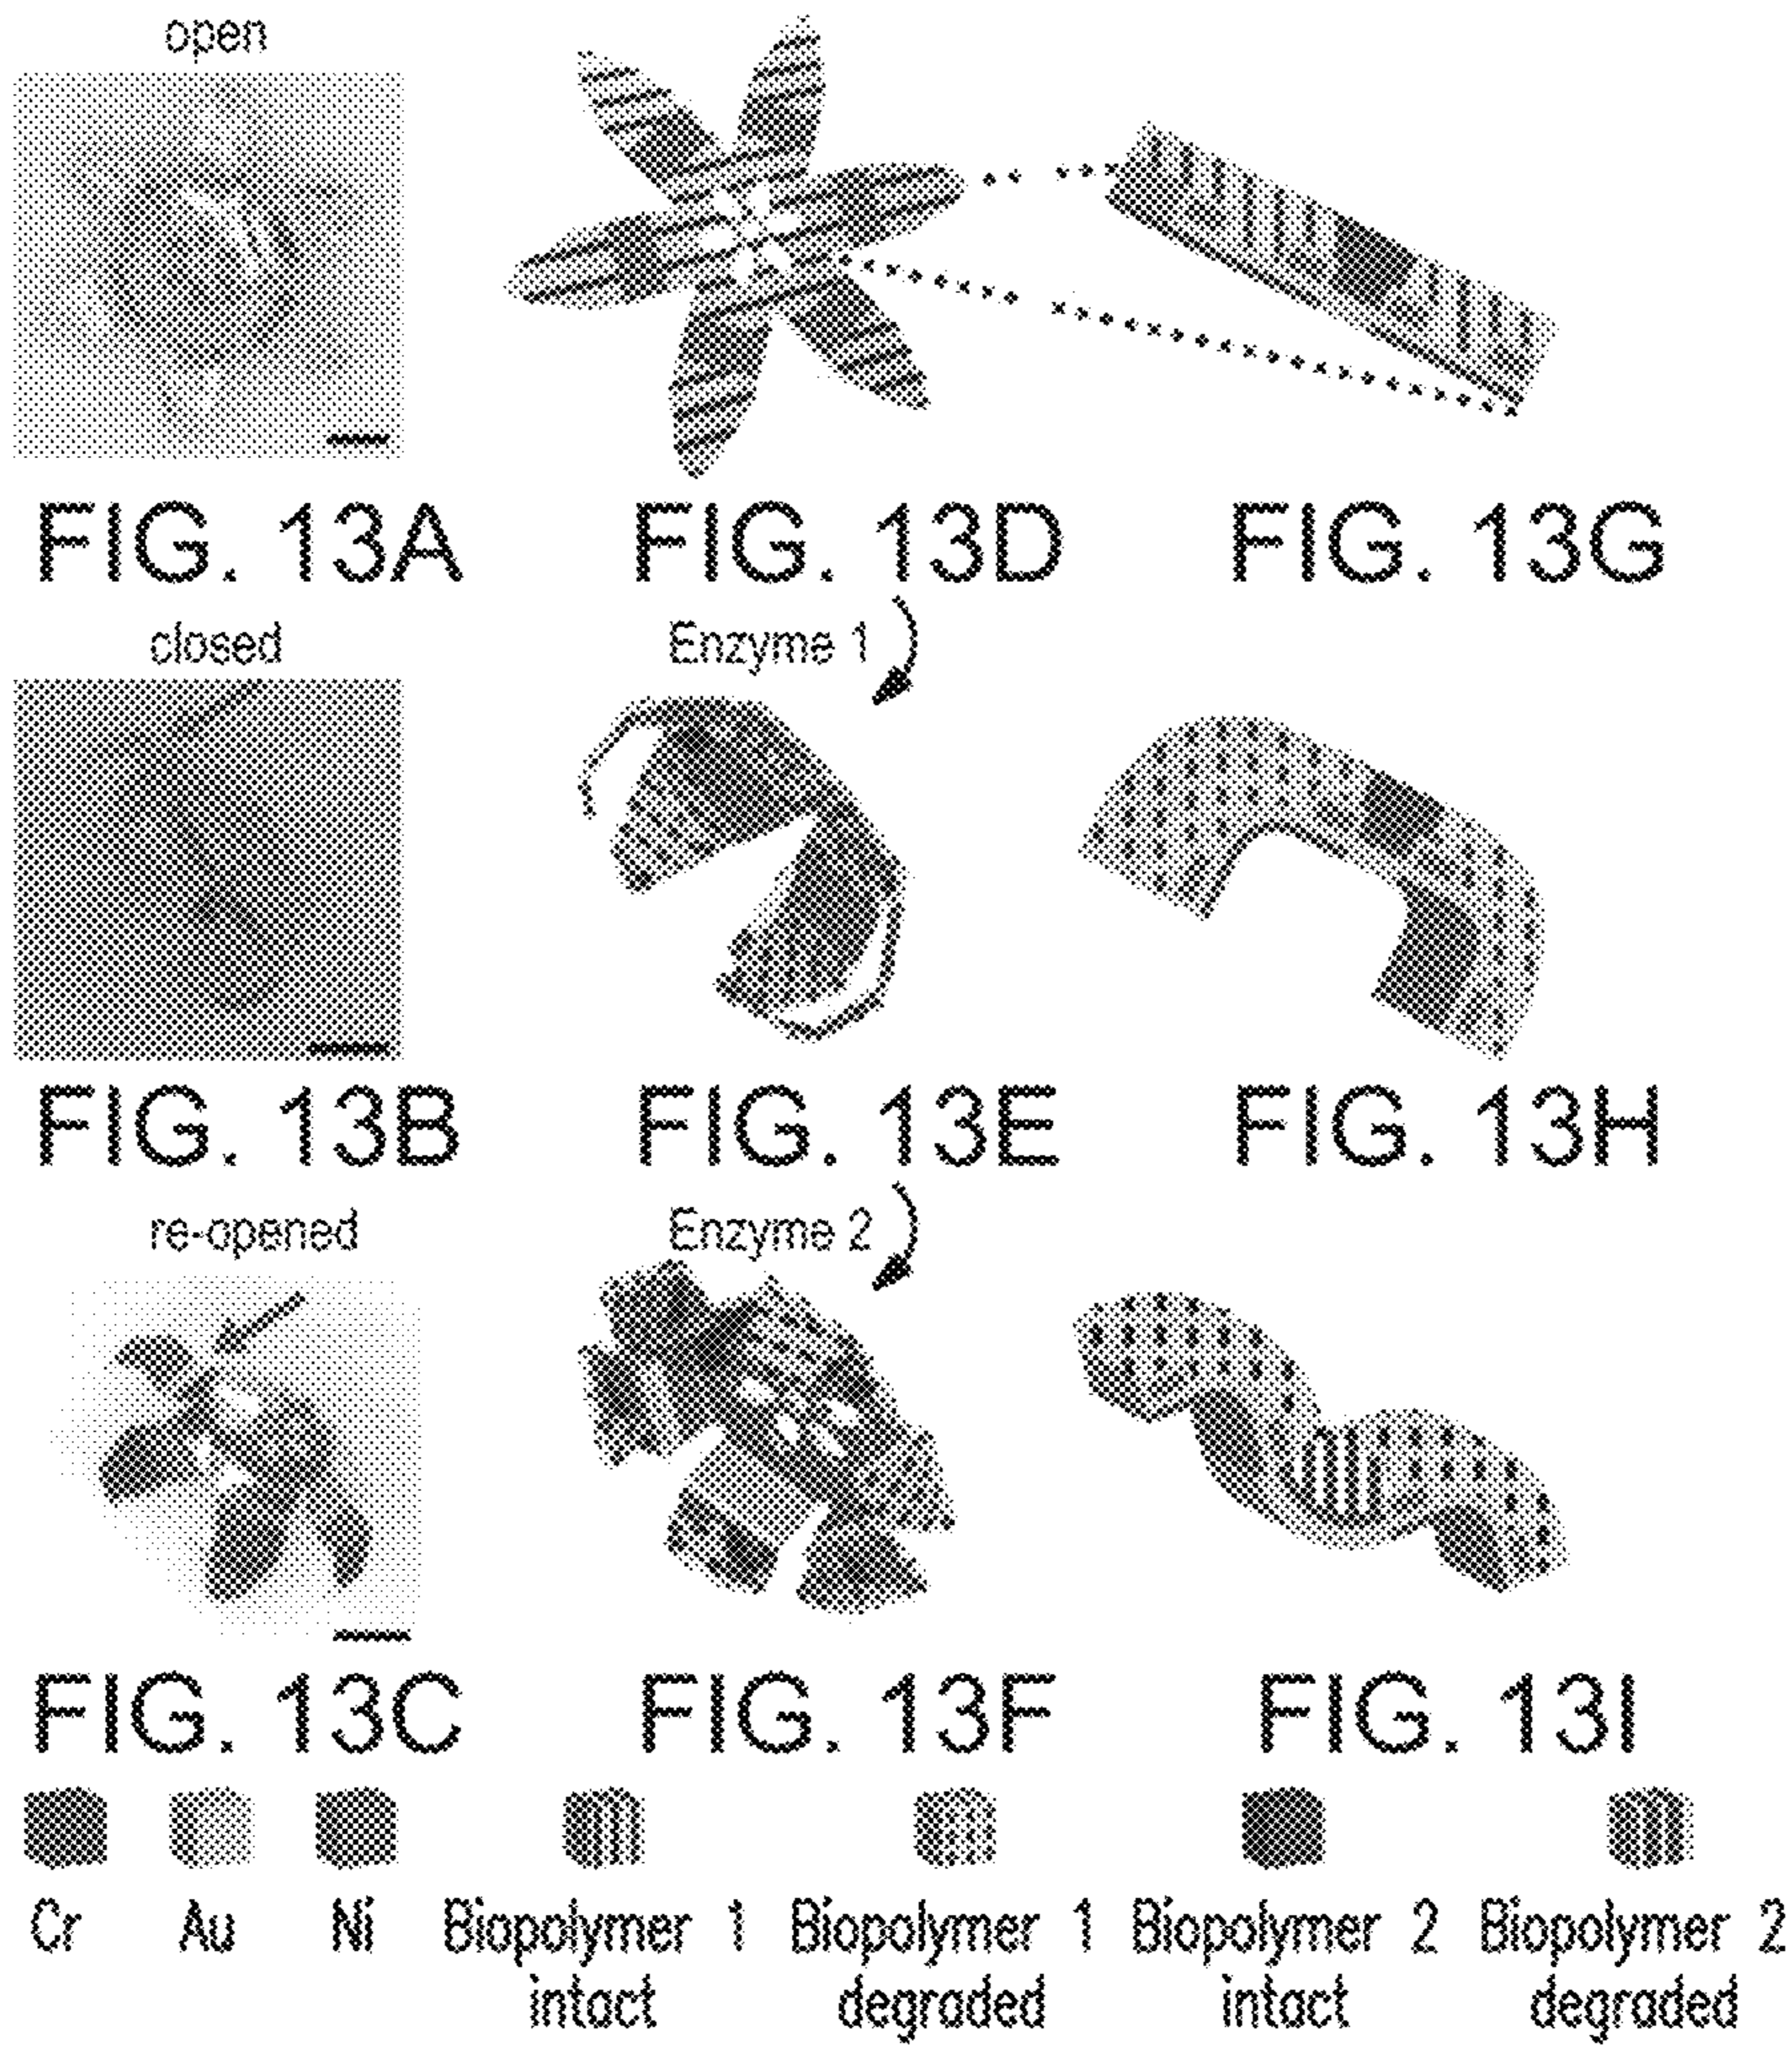 open
FIG. 13A
FIG. 13D
FIG. 13G
closed
Enzyme 1
FIG. 13B
FIG. 13E
FIG. 13H
re-opened
Enzyme 2
FIG. 13C
FIG. 13F
FIG. 13I
Cr
Au
Ni
Biopolymer 1
intact
Biopolymer 1
degraded
Biopolymer 2
intact
Biopolymer 2
degraded